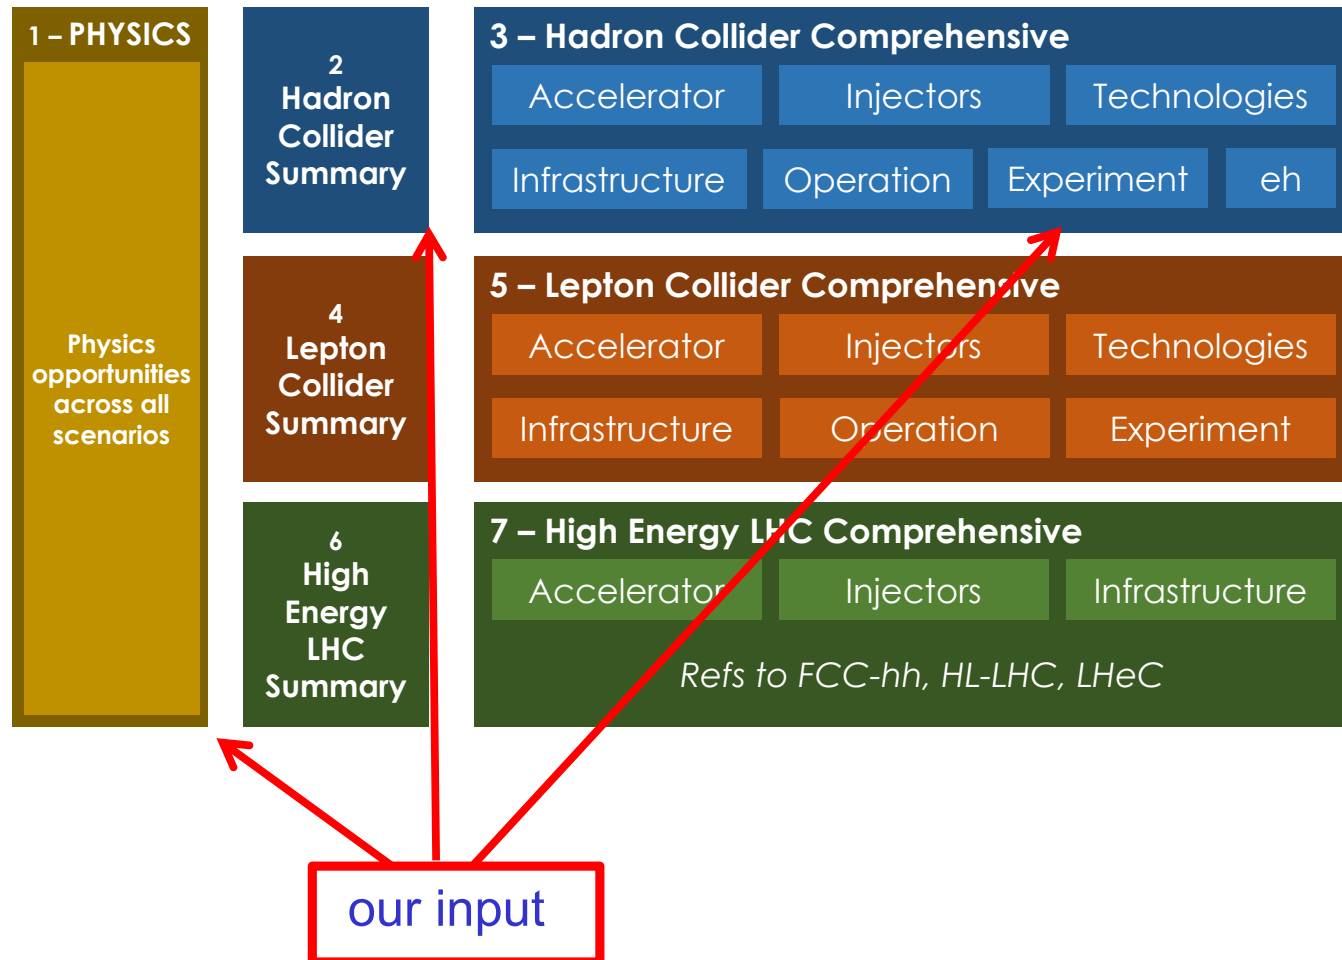 1 – PHYSICS
Physics
opportunities
across all
scenarios
2
Hadron
Collider
Summary
3 – Hadron Collider Comprehensive
Accelerator
Injectors
Technologies
Infrastructure
Operation
Experiment
eh
4
Lepton
Collider
Summary
5 – Lepton Collider Comprehensive
Accelerator
Injectors
Technologies
Infrastructure
Operation
Experiment
6
High
Energy
LHC
Summary
7 – High Energy LHC Comprehensive
Accelerator
Injectors
Infrastructure
Refs to FCC-hh, HL-LHC, LHeC
our input